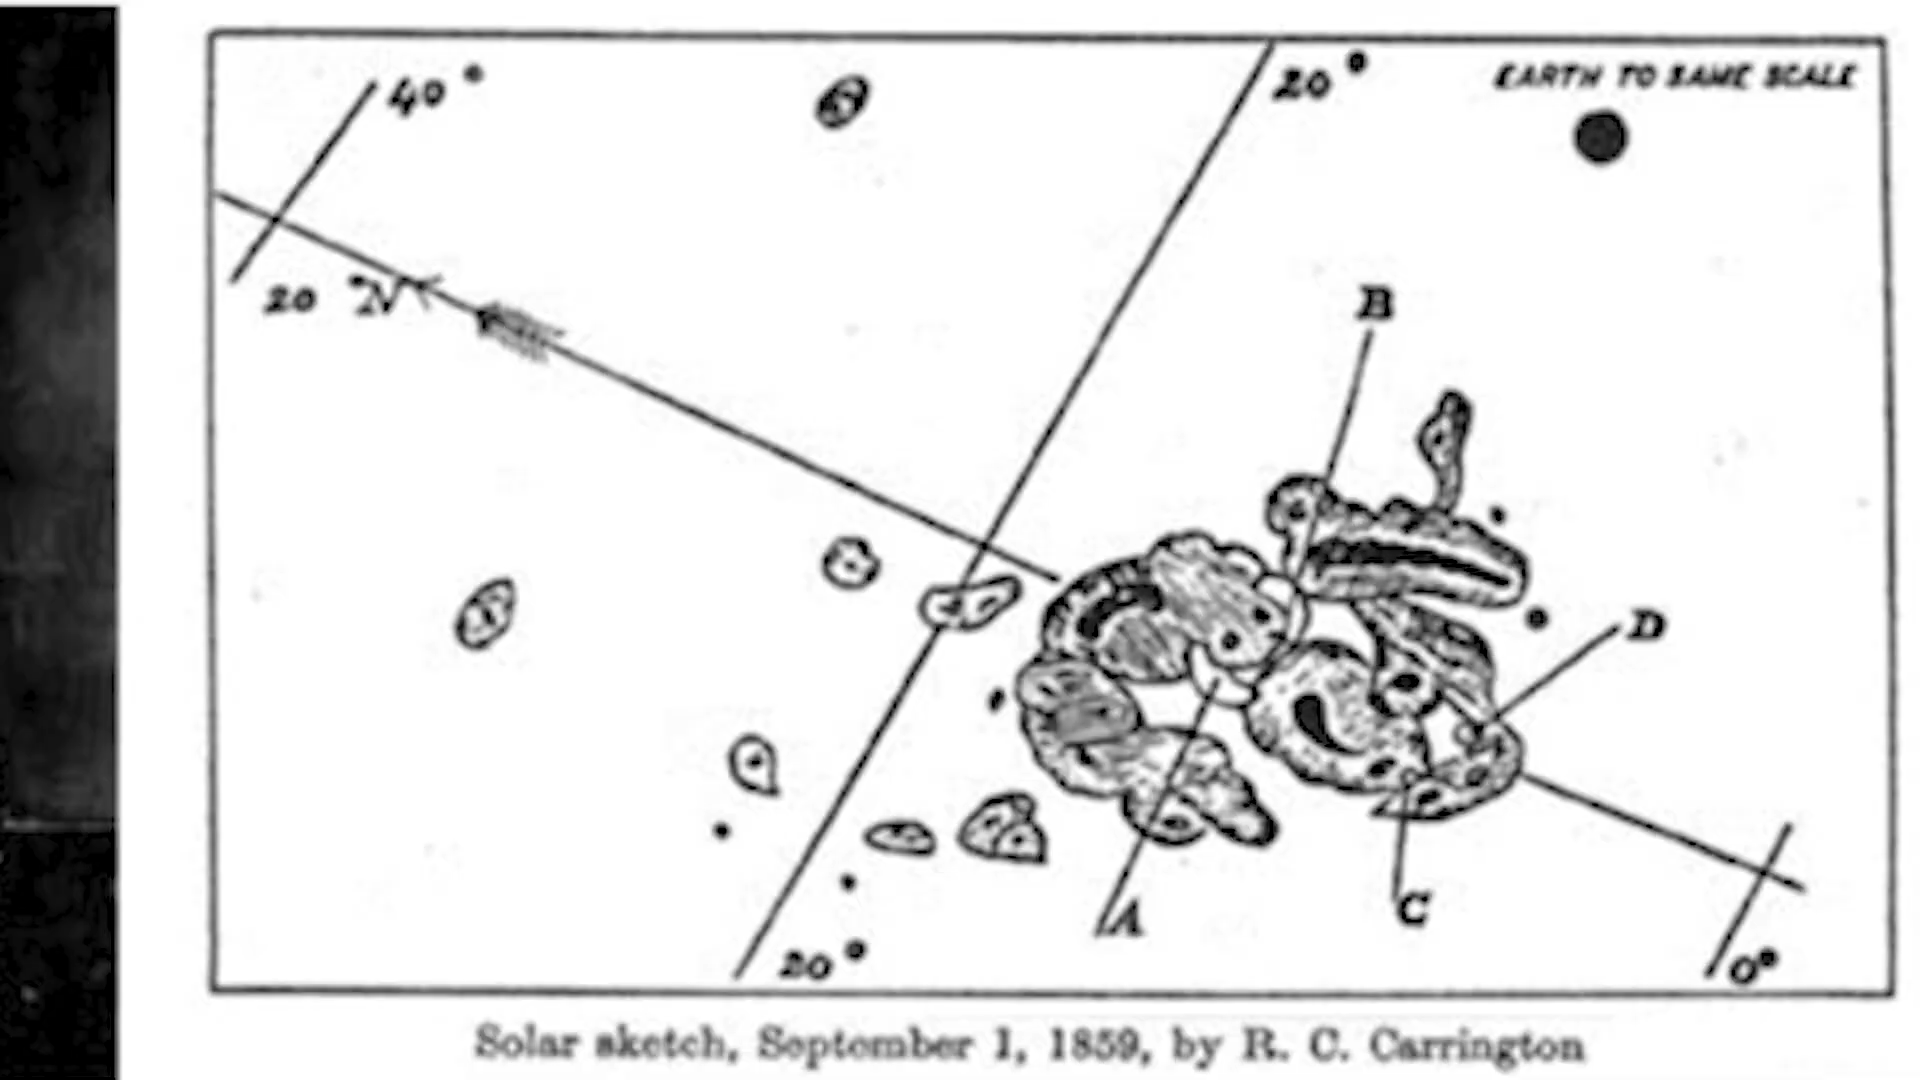 40°
20°
EARTH TO SAME SCALE
20 °N
B
D
A
C
20°
0°
Solar sketch, September 1, 1859, by R. C. Carrington